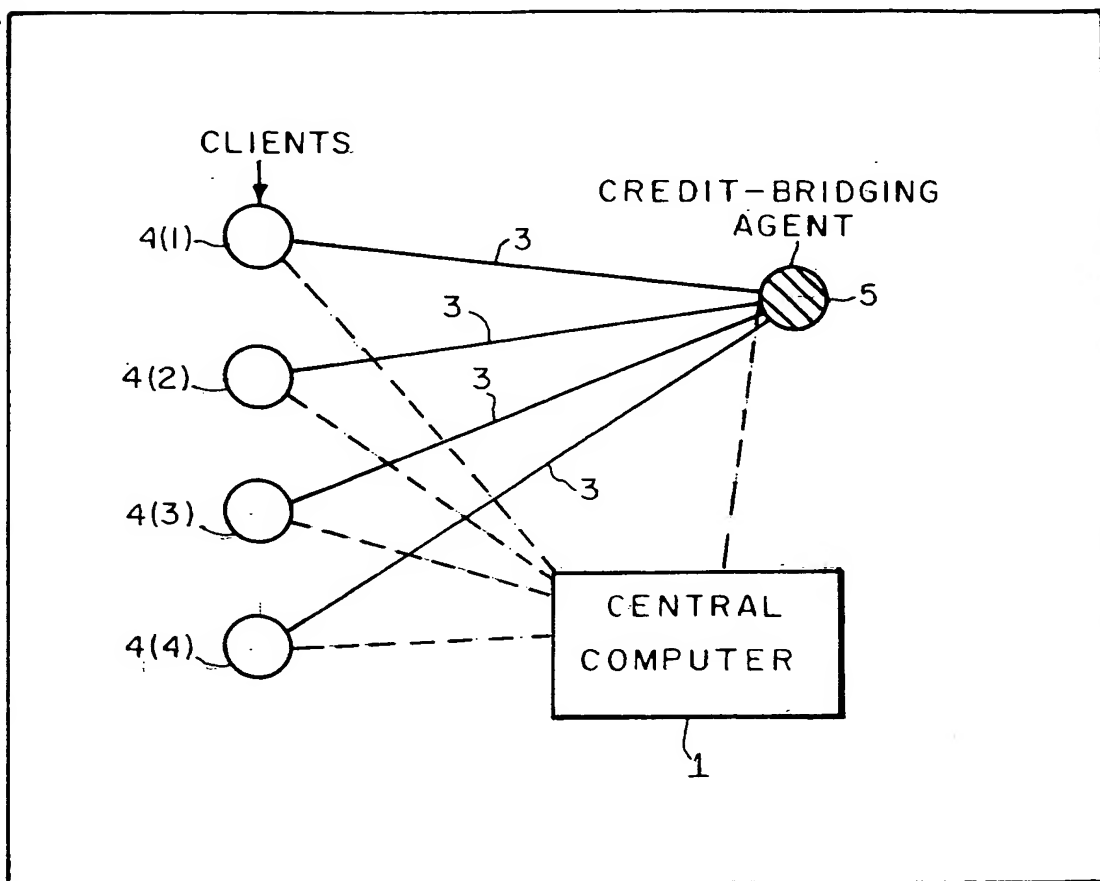 CLIENTS
CREDIT-BRIDGING
AGENT
4(1)
3
5
3
4(2)
3
3
4(3)
CENTRAL
COMPUTER
4(4)
1